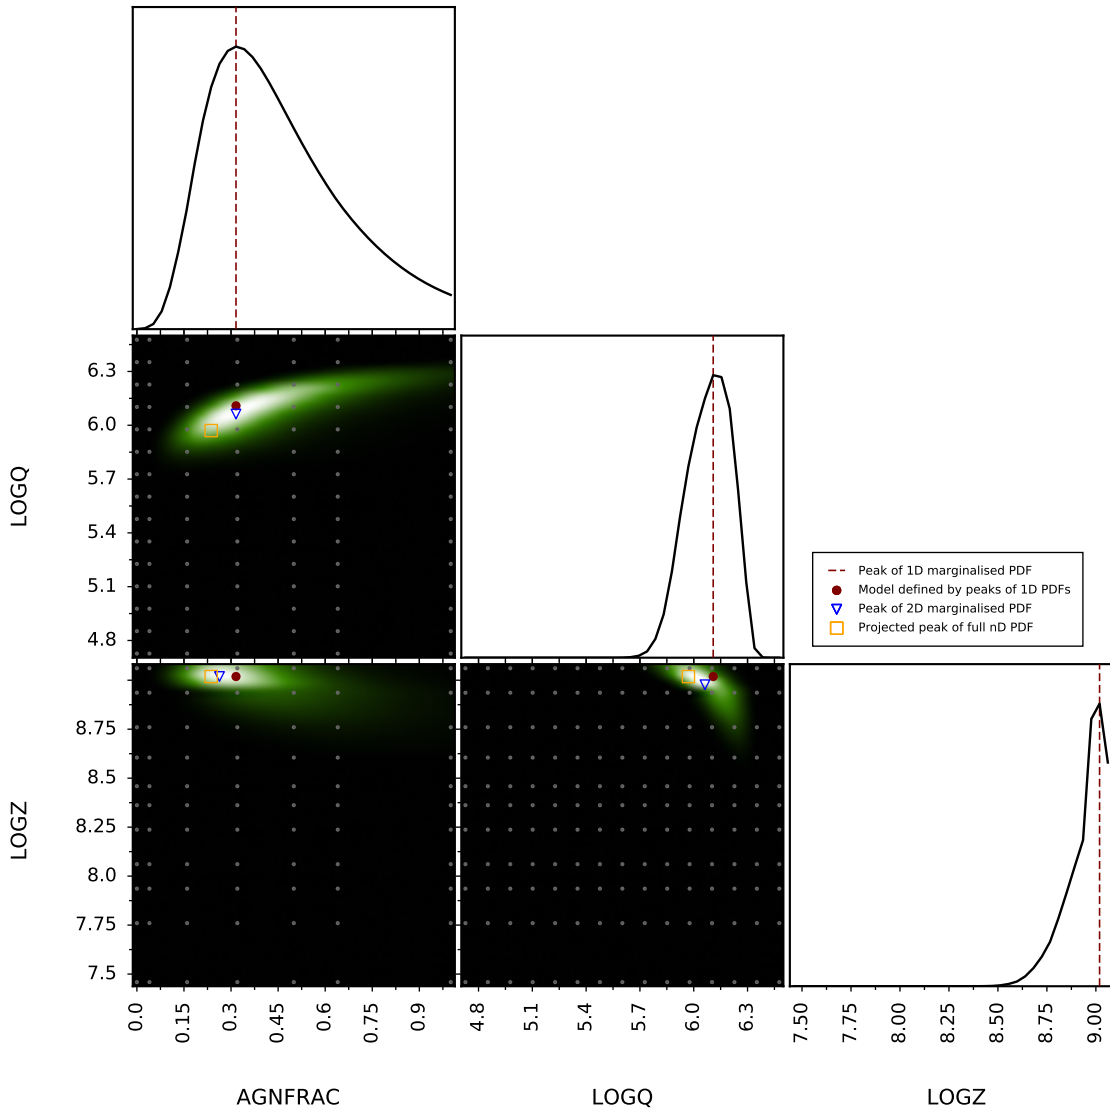 6.3
6.0
5.7
5.4
5.1
4.8
LOGQ
Peak of 1D marginalised PDF
Model defined by peaks of 1D PDFs
Peak of 2D marginalised PDF
Projected peak of full nD PDF
8.75
8.5
8.25
8.0
7.75
7.5
LOGZ
0.0 0.15 0.3 0.45 0.6 0.75 0.9
4.8 5.1 5.4 5.7 6.0 6.3
7.50 7.75 8.00 8.25 8.50 8.75 9.00
AGNFRAC LOGQ LOGZ